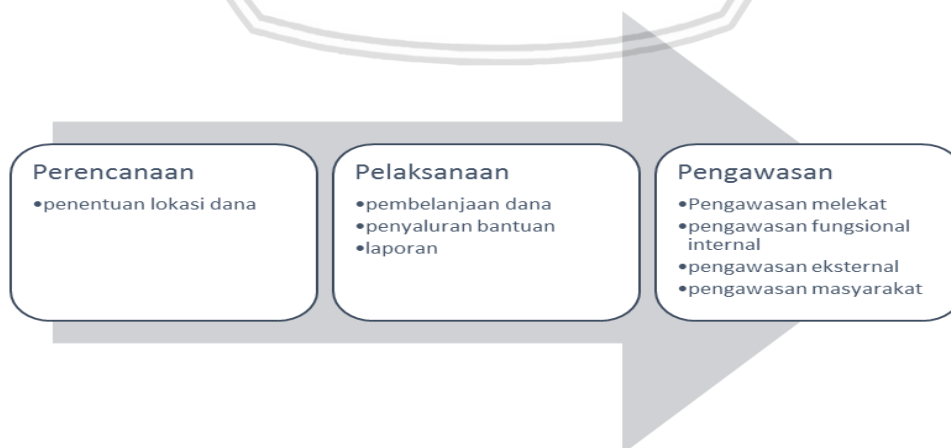 Perencanaan
•penentuan lokasi dana
Pelaksanaan
•pembelanjaan dana
•penyaluran bantuan
•laporan
Pengawasan
•Pengawasan melekat
•pengawasan fungsional
internal
•pengawasan eksternal
•pengawasan masyarakat